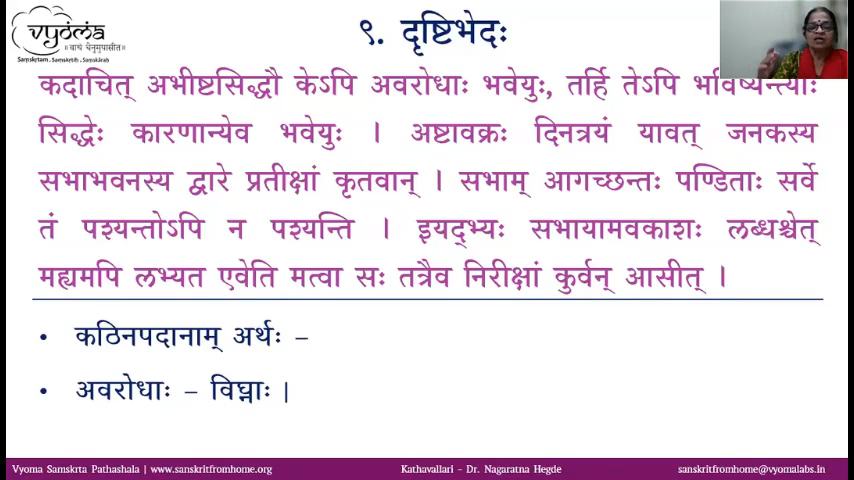 vyoma
॥ वाचं धेनुमुपासीत॥
Saṃskṛtam, Saṃskṛtiḥ, Saṃskāraḥ
९. दृष्टिभेदः
कदाचित् अभीष्टसिद्धौ केऽपि अवरोधाः भवेयुः, तर्हि तेऽपि भविष्यन्त्याः
सिद्धेः कारणान्येव भवेयुः । अष्टावक्रः दिनत्रयं यावत् जनकस्य
सभाभवनस्य द्वारे प्रतीक्षां कृतवान् । सभाम् आगच्छन्तः पण्डिताः सर्वे
तं पश्यन्तोऽपि न पश्यन्ति । इयद्भ्यः सभायामवकाशः लब्धश्चेत्
मह्यमपि लभ्यत एवेति मत्वा सः तत्रैव निरीक्षां कुर्वन् आसीत् ।
• कठिनपदानाम् अर्थः –
• अवरोधाः – विघ्नाः |
Vyoma Samskrta Pathashala | www.sanskritfromhome.org
Kathavallari – Dr. Nagaratna Hegde
sanskritfromhome@vyomalabs.in